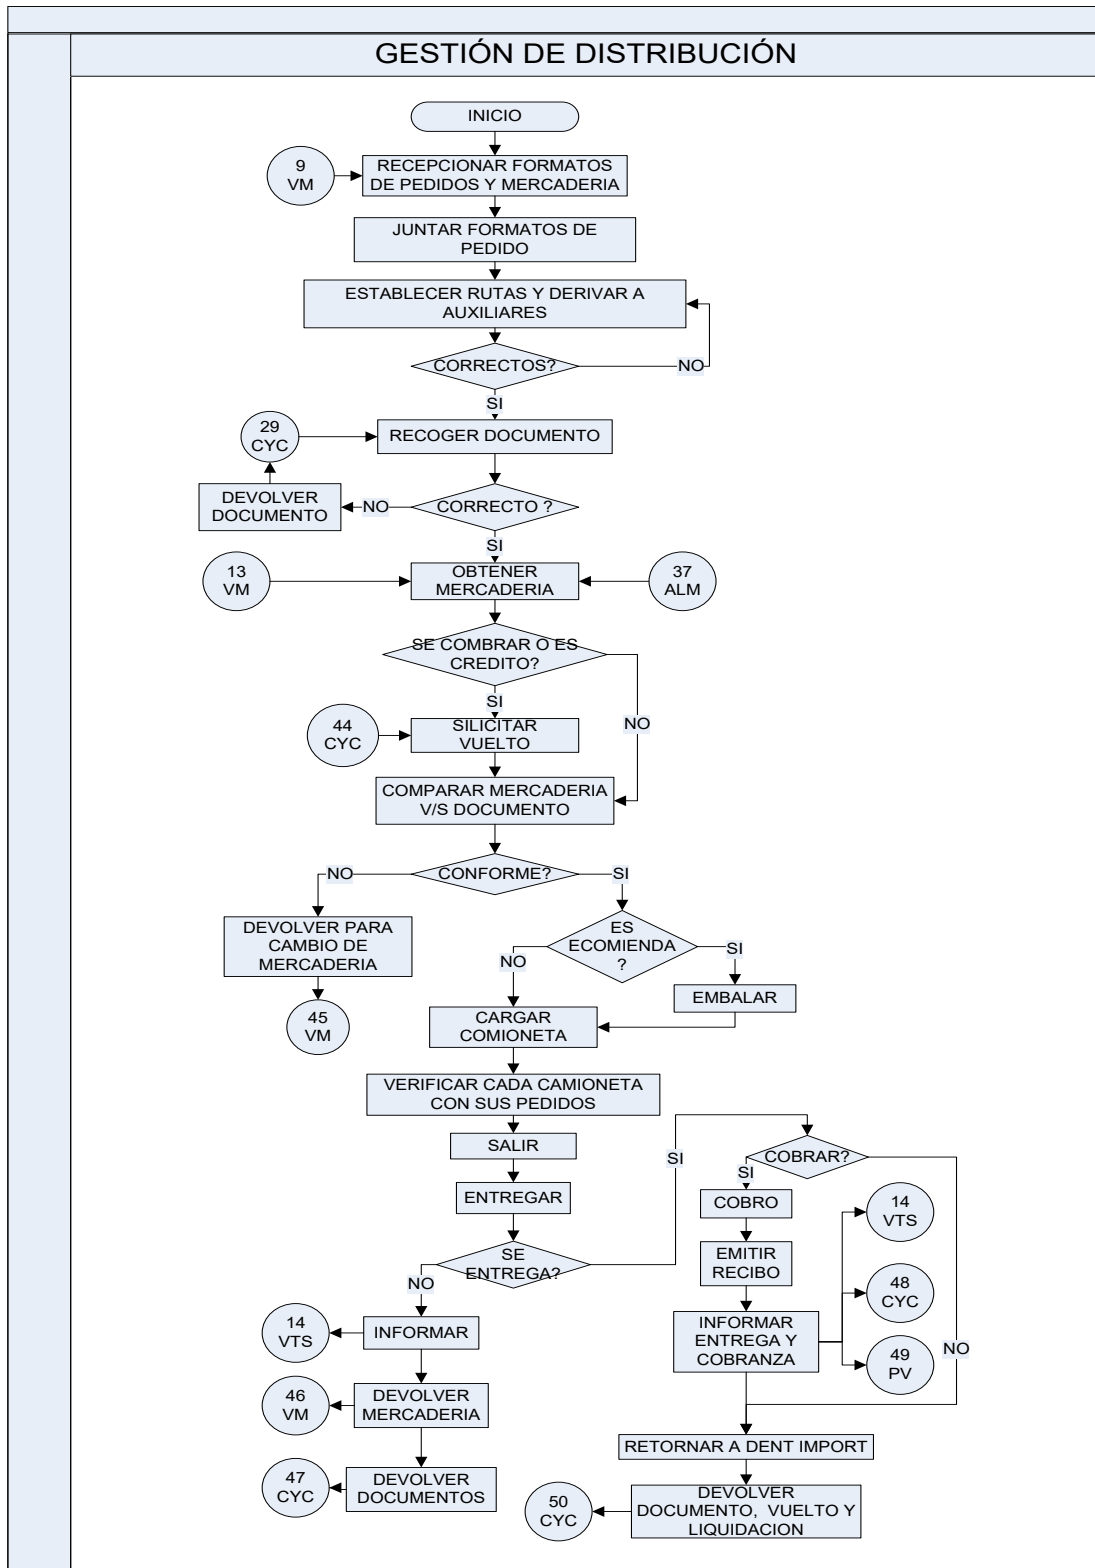 GESTIÓN DE DISTRIBUCIÓN
INICIO
9
VM
RECEPCIONAR FORMATOS
DE PEDIDOS Y MERCADERIA
JUNTAR FORMATOS DE
PEDIDO
ESTABLECER RUTAS Y DERIVAR A
AUXILIARES
CORRECTOS?
NO
SI
29
CYC
RECOGER DOCUMENTO
DEVOLVER
DOCUMENTO
NO
CORRECTO ?
SI
13
VM
OBTENER
MERCADERIA
37
ALM
SE COMBRAR O ES
CREDITO?
SI
NO
44
CYC
SILICITAR
VUELTO
COMPARAR MERCADERIA
V/S DOCUMENTO
NO
CONFORME?
SI
DEVOLVER PARA
CAMBIO DE
MERCADERIA
ES
ECOMIENDA
?
NO
SI
EMBALAR
45
VM
CARGAR
COMIONETA
VERIFICAR CADA CAMIONETA
CON SUS PEDIDOS
SALIR
ENTREGAR
SE
ENTREGA?
NO
SI
COBRAR?
SI
COBRO
14
VTS
EMITIR
RECIBO
48
CYC
INFORMAR
ENTREGA Y
COBRANZA
49
PV
NO
14
VTS
INFORMAR
46
VM
DEVOLVER
MERCADERIA
47
CYC
DEVOLVER
DOCUMENTOS
RETORNAR A DENT IMPORT
50
CYC
DEVOLVER
DOCUMENTO, VUELTO Y
LIQUIDACION